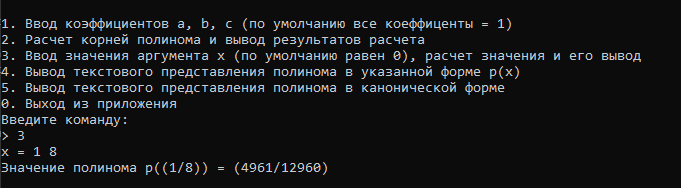 1. Ввод коэффициентов a, b, c (по умолчанию все коеффиценты = 1)
2. Расчет корней полинома и вывод результатов расчета
3. Ввод значения аргумента x (по умолчанию равен 0), расчет значения и его вывод
4. Вывод текстового представления полинома в указанной форме p(x)
5. Вывод текстового представления полинома в канонической форме
0. Выход из приложения
Введите команду:
> 3
x = 1 8
Значение полинома p((1/8)) = (4961/12960)